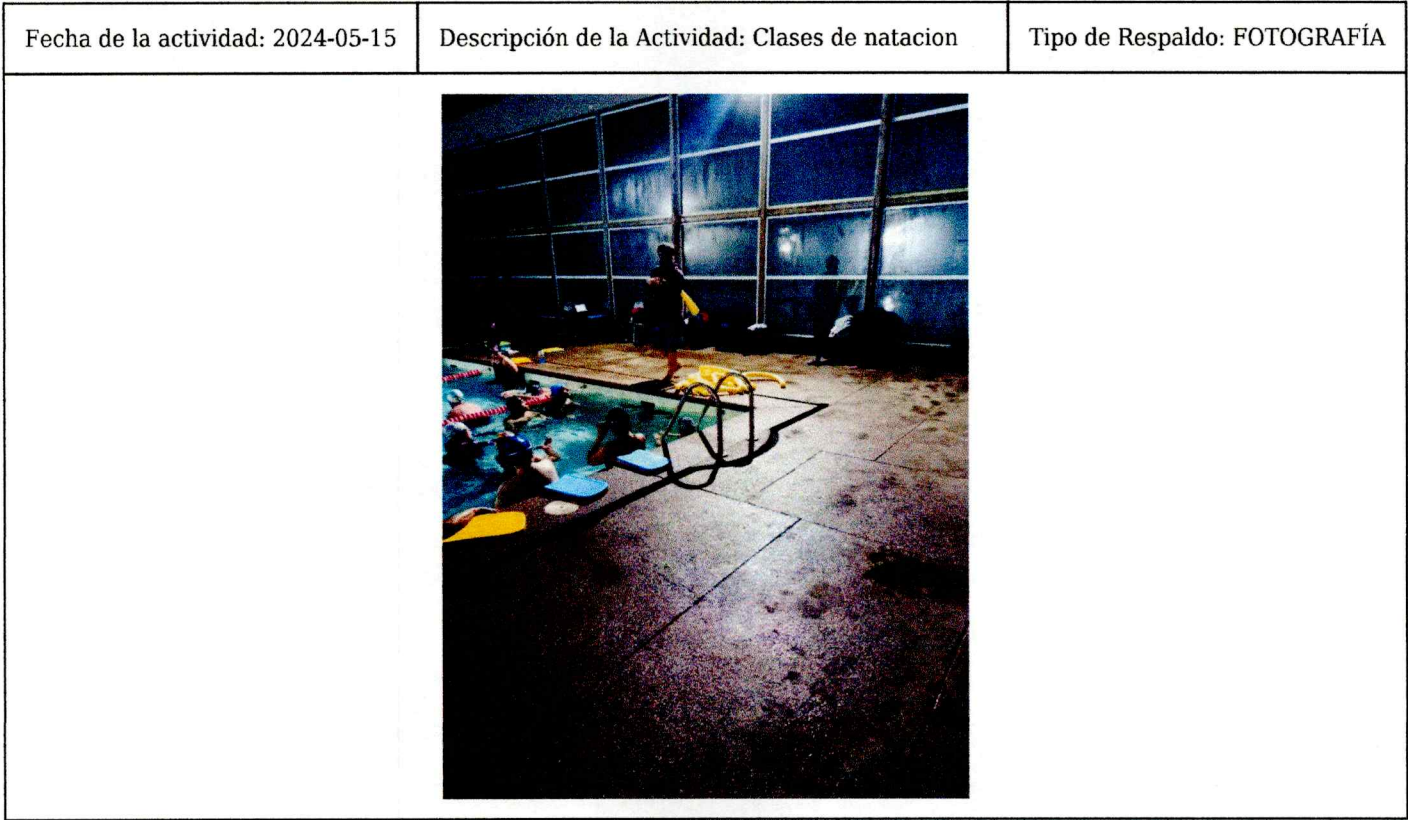 Fecha de la actividad: 2024-05-15
Descripción de la Actividad: Clases de natacion
Tipo de Respaldo: FOTOGRAFÍA